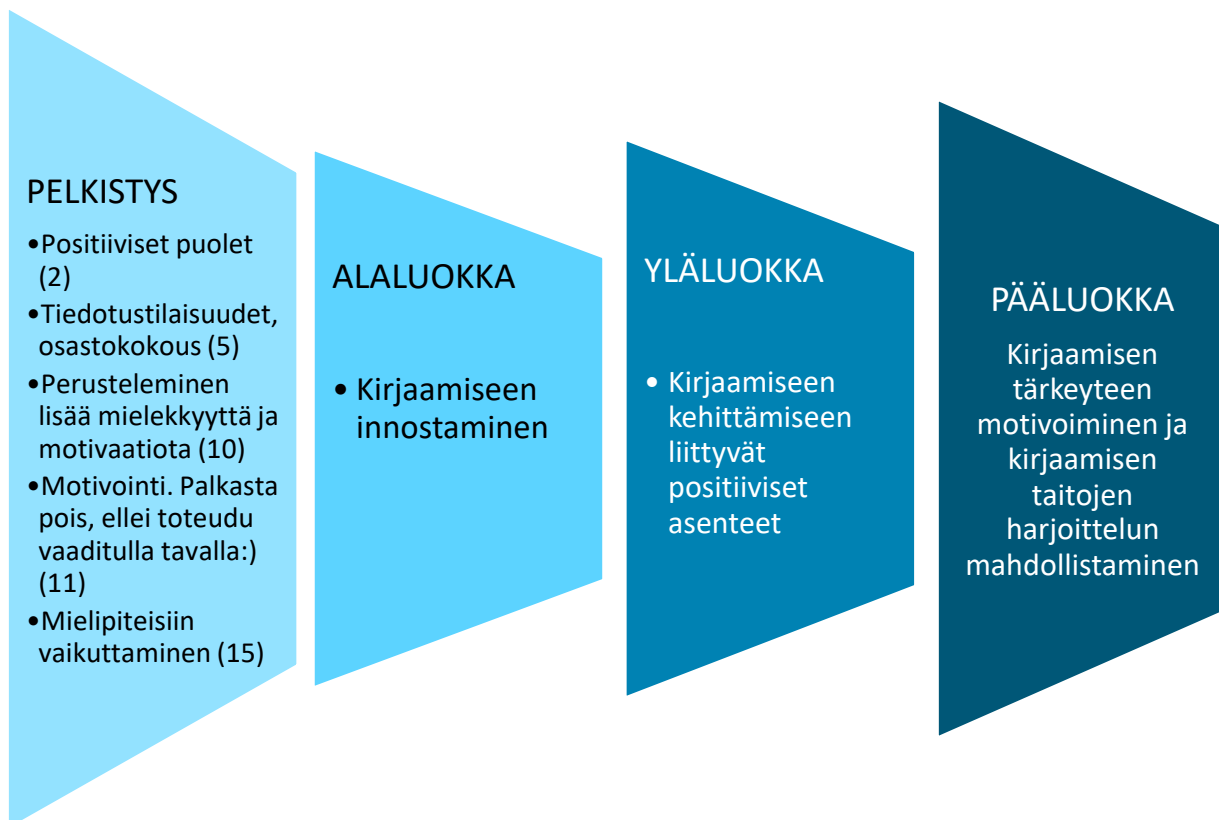 PELKISTYS
•Positiiviset puolet
(2)
•Tiedotustilaisuudet,
osastokokous (5)
•Perusteleminen
lisää mielekkyyttä ja
motivaatiota (10)
•Motivointi. Palkasta
pois, ellei toteudu
vaaditulla tavalla:)
(11)
•Mielipiteisiin
vaikuttaminen (15)
ALALUOKKA
• Kirjaamiseen
innostaminen
YLÄLUOKKA
• Kirjaamiseen
kehittämiseen
liittyvät
positiiviset
asenteet
PÄÄLUOKKA
Kirjaamisen
tärkeyteen
motivoiminen ja
kirjaamisen
taitojen
harjoittelun
mahdollistaminen